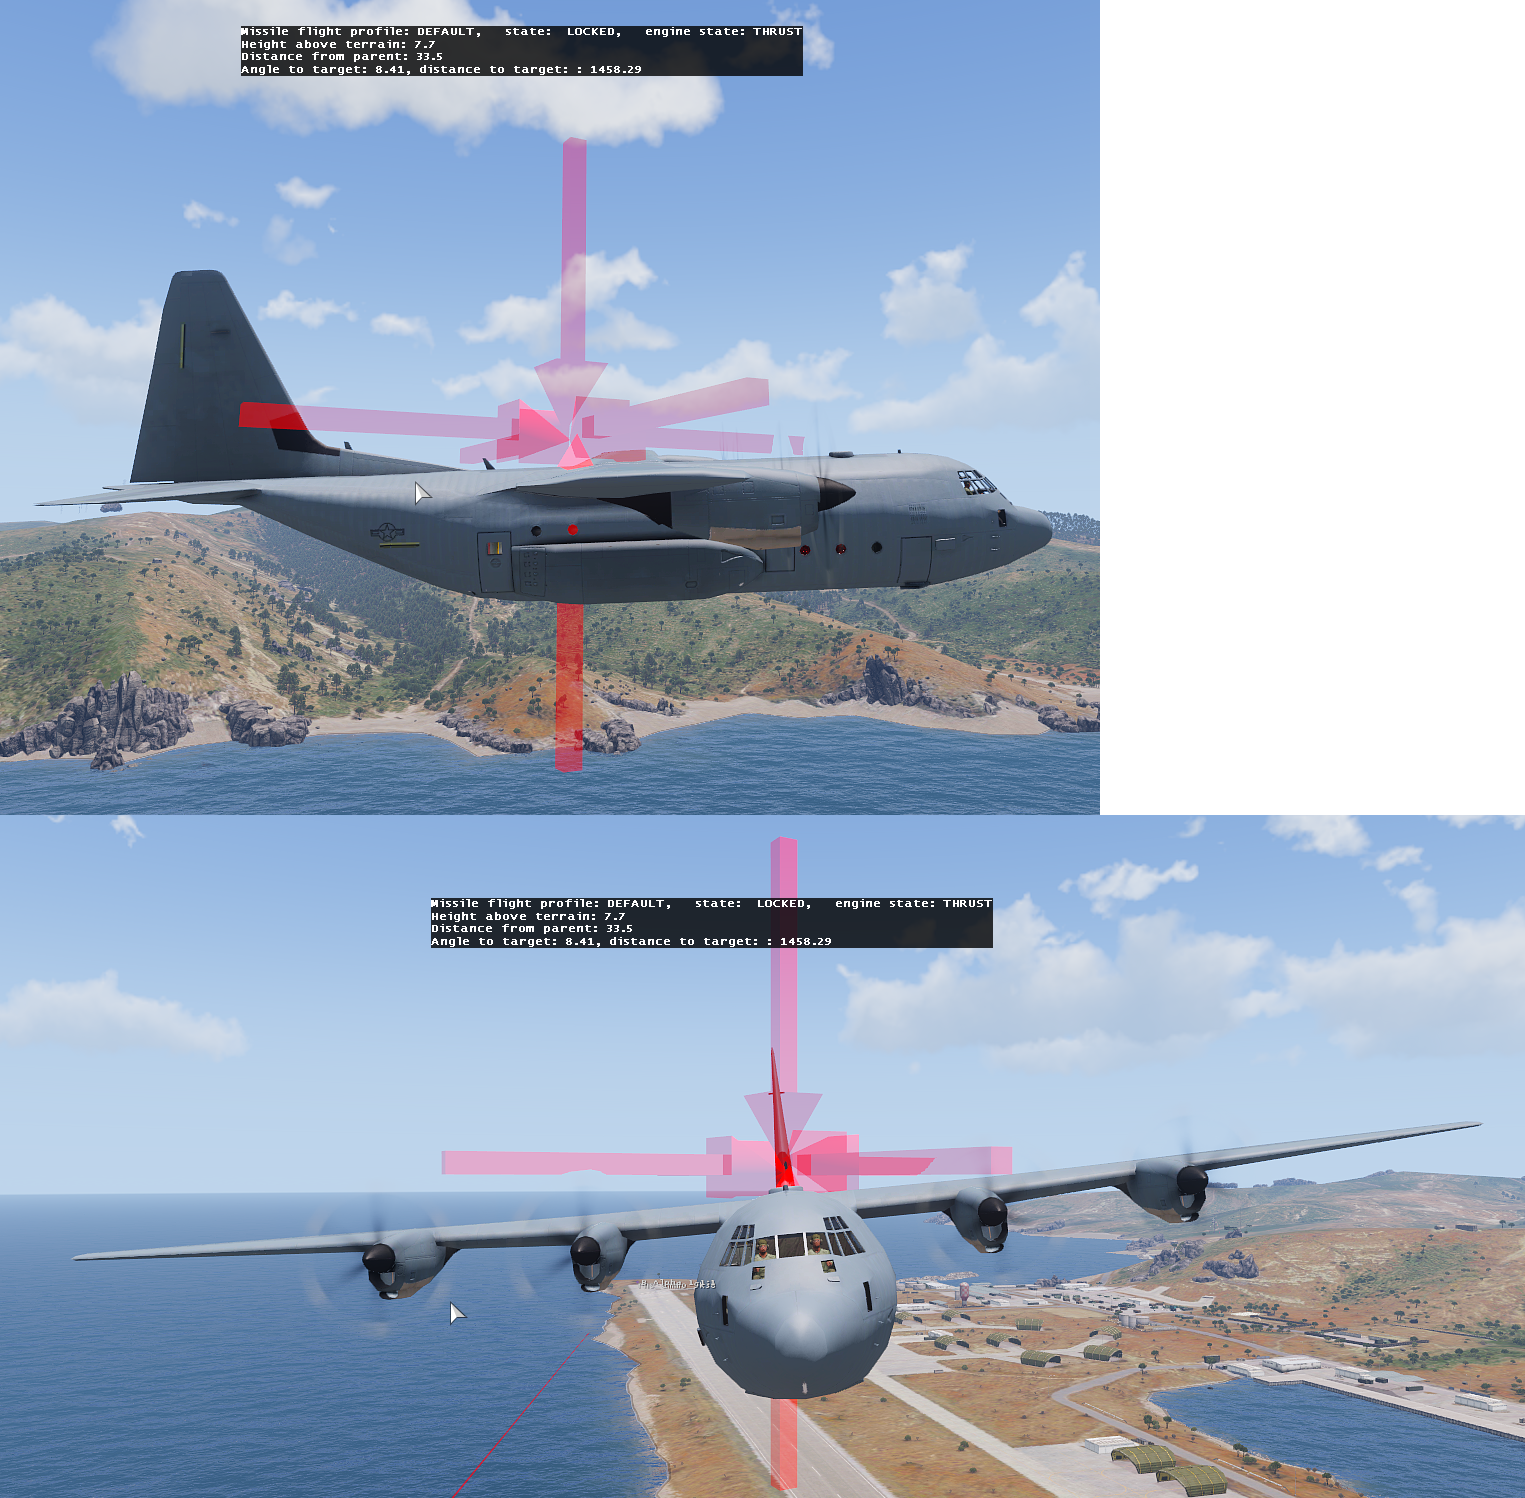 Missile flight profile: DEFAULT,   state:  LOCKED,   engine state: THRUST
Height above terrain: 7.7
Distance from parent: 33.5
Angle to target: 8.41, distance to target: : 1458.29
Missile flight profile: DEFAULT,   state:  LOCKED,   engine state: THRUST
Height above terrain: 7.7
Distance from parent: 33.5
Angle to target: 8.41, distance to target: : 1458.29